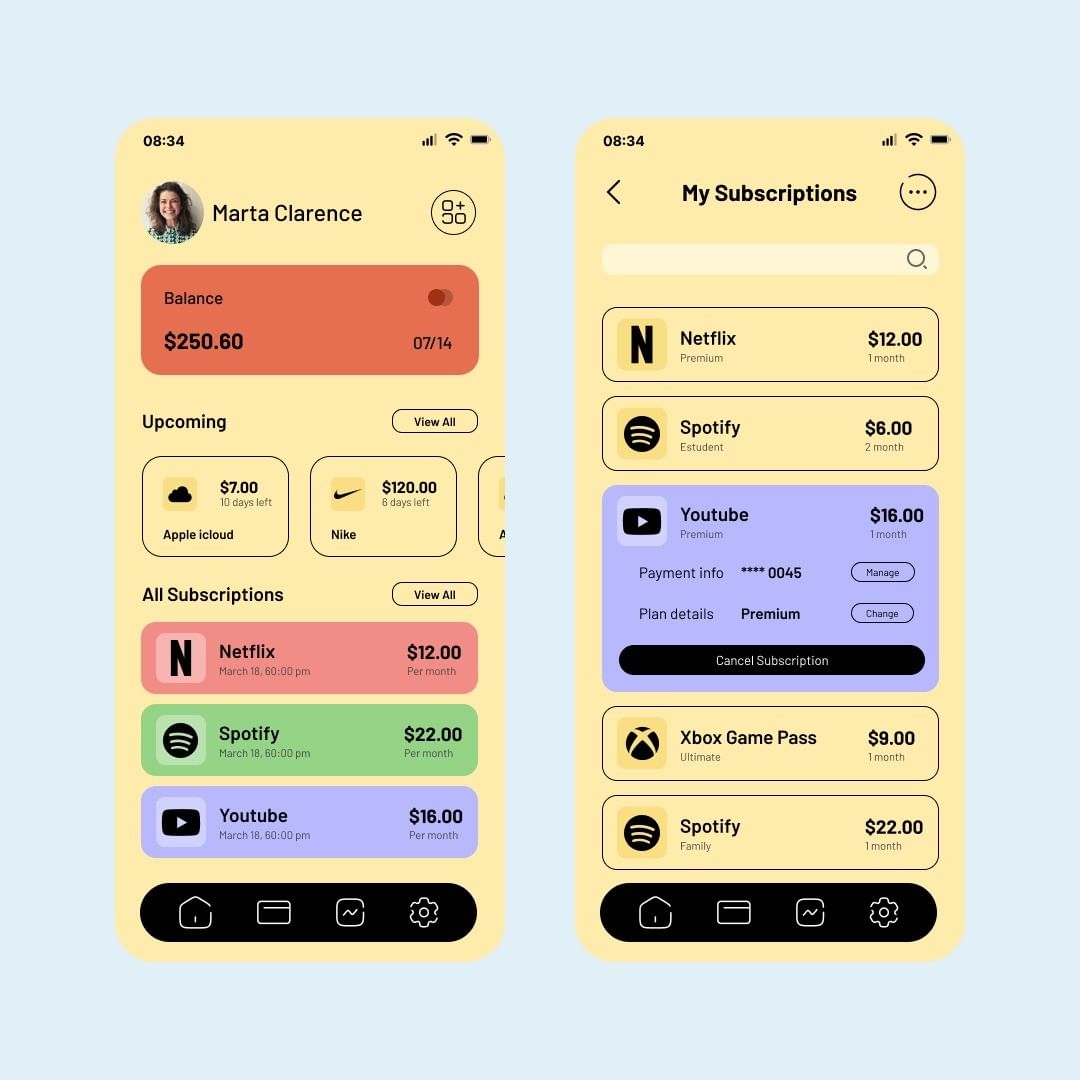 08:34
Marta Clarence
Balance
$250.60
07/14
Upcoming
View All
$7.00
10 days left
Apple icloud
$120.00
6 days left
Nike
A
All Subscriptions
View All
N
Netflix
March 18, 60:00 pm
$12.00
Per month
Spotify
March 18, 60:00 pm
$22.00
Per month
Youtube
March 18, 60:00 pm
$16.00
Per month
08:34
My Subscriptions
N
Netflix
Premium
$12.00
1 month
Spotify
Estudent
$6.00
2 month
Youtube
Premium
$16.00
1 month
Payment info **** 0045
Manage
Plan details Premium
Change
Cancel Subscription
Xbox Game Pass
Ultimate
$9.00
1 month
Spotify
Family
$22.00
1 month